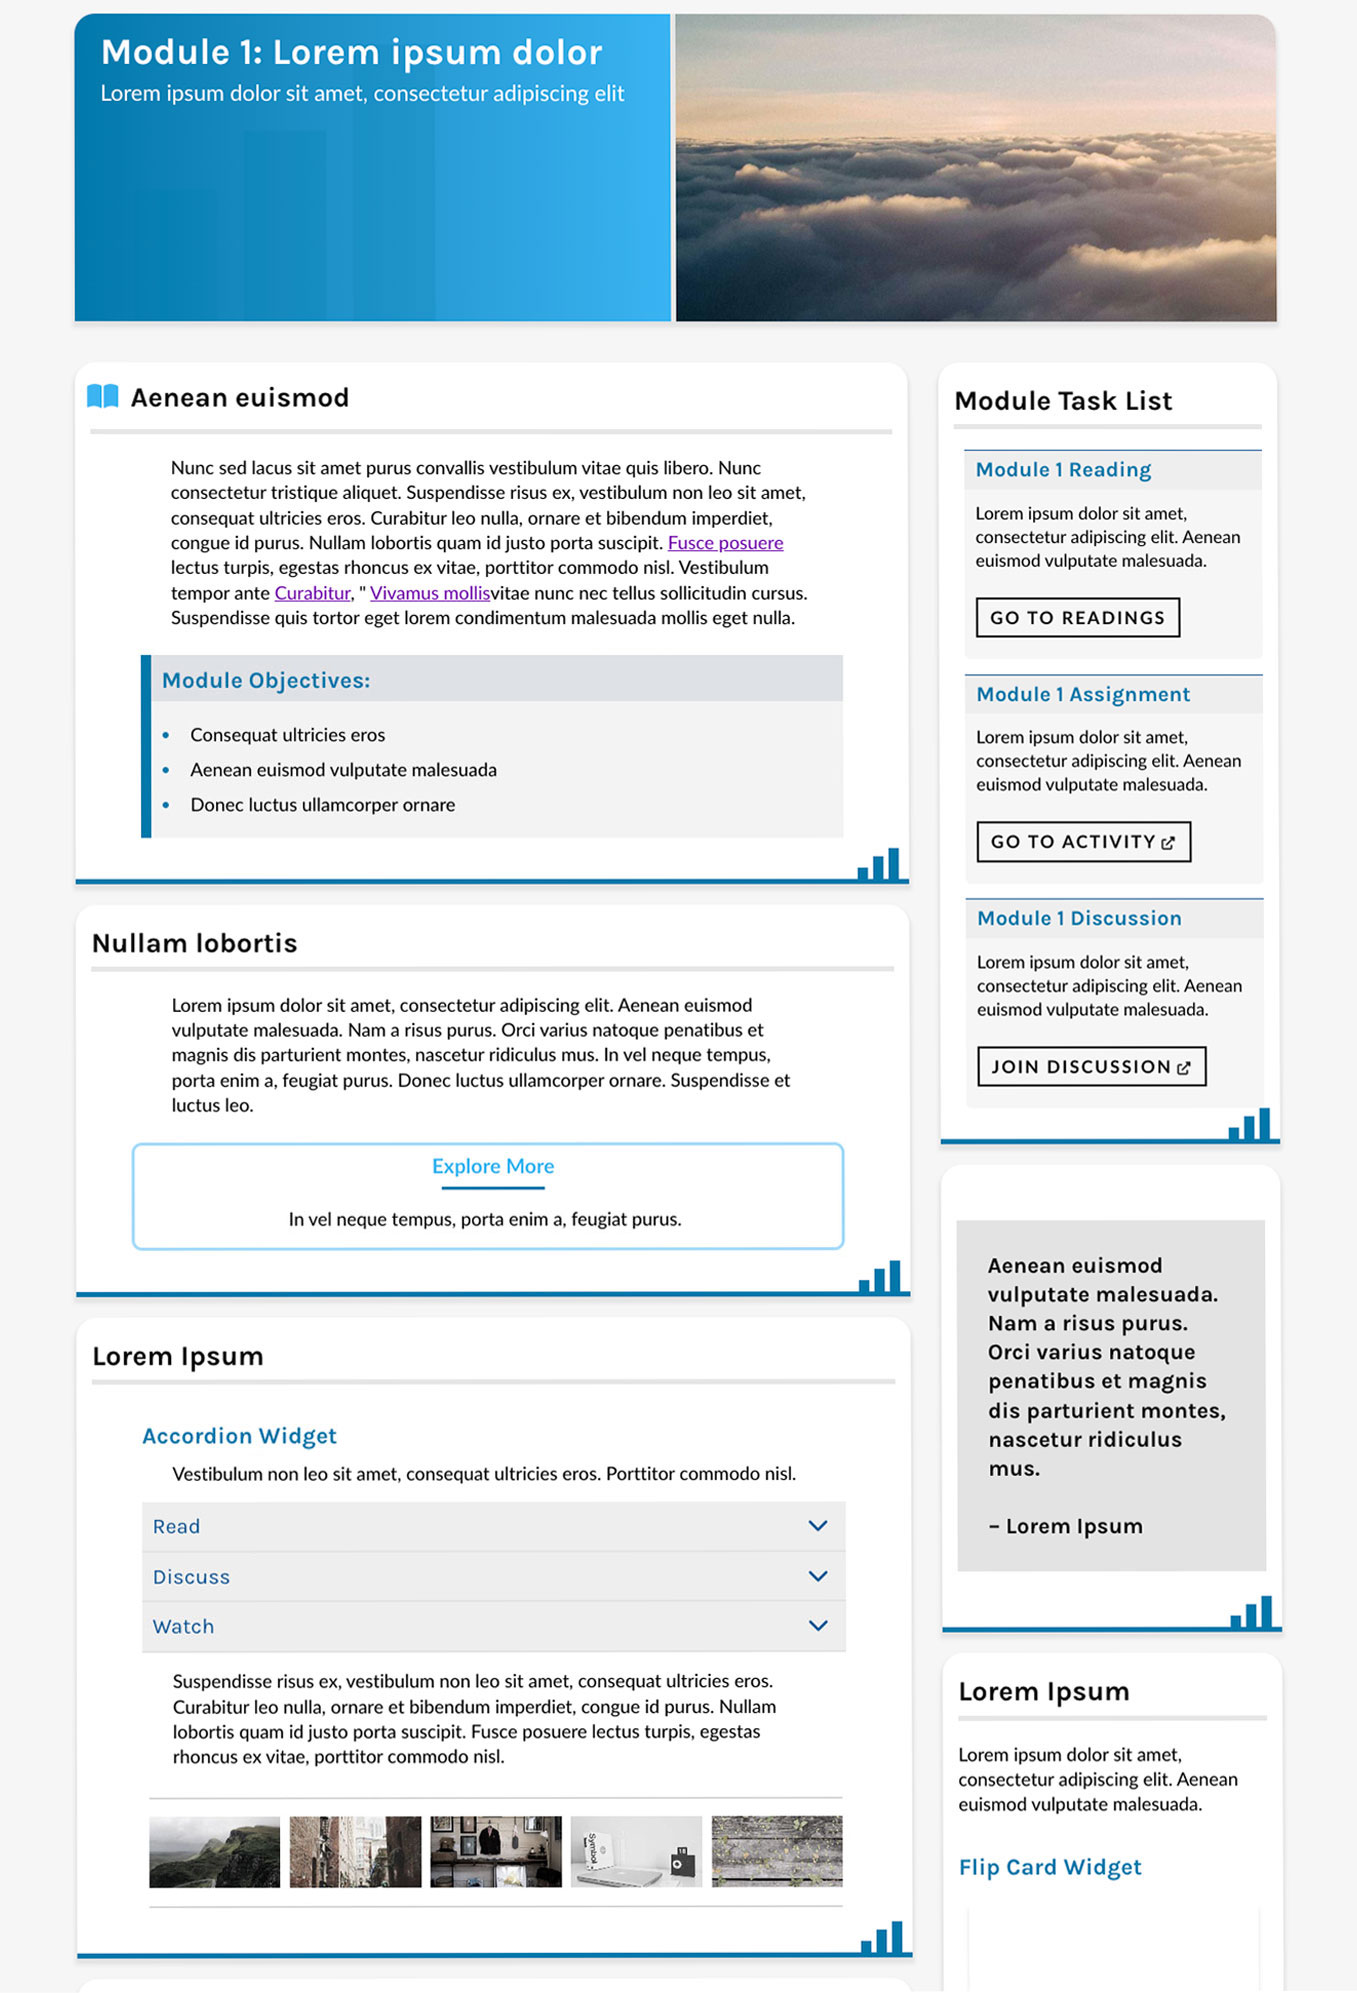 Module 1: Lorem ipsum dolor
Lorem ipsum dolor sit amet, consectetur adipiscing elit
Aenean euismod
Nunc sed lacus sit amet purus convallis vestibulum vitae quis libero. Nunc
consectetur tristique aliquet. Suspendisse risus ex, vestibulum non leo sit amet,
consequat ultricies eros. Curabitur leo nulla, ornare et bibendum imperdiet,
congue id purus. Nullam lobortis quam id justo porta suscipit. Fusce posuere
lectus turpis, egestas rhoncus ex vitae, porttitor commodo nisl. Vestibulum
tempor ante Curabitur, " Vivamus mollisvitae nunc nec tellus sollicitudin cursus.
Suspendisse quis tortor eget lorem condimentum malesuada mollis eget nulla.
Module Objectives:
• Consequat ultricies eros
• Aenean euismod vulputate malesuada
• Donec luctus ullamcorper ornare
Nullam lobortis
Lorem ipsum dolor sit amet, consectetur adipiscing elit. Aenean euismod
vulputate malesuada. Nam a risus purus. Orci varius natoque penatibus et
magnis dis parturient montes, nascetur ridiculus mus. In vel neque tempus,
porta enim a, feugiat purus. Donec luctus ullamcorper ornare. Suspendisse et
luctus leo.
Explore More
In vel neque tempus, porta enim a, feugiat purus.
Lorem Ipsum
Accordion Widget
Vestibulum non leo sit amet, consequat ultricies eros. Porttitor commodo nisl.
Read
Discuss
Watch
Suspendisse risus ex, vestibulum non leo sit amet, consequat ultricies eros.
Curabitur leo nulla, ornare et bibendum imperdiet, congue id purus. Nullam
lobortis quam id justo porta suscipit. Fusce posuere lectus turpis, egestas
rhoncus ex vitae, porttitor commodo nisl.
Symbol
Module Task List
Module 1 Reading
Lorem ipsum dolor sit amet,
consectetur adipiscing elit. Aenean
euismod vulputate malesuada.
GO TO READINGS
Module 1 Assignment
Lorem ipsum dolor sit amet,
consectetur adipiscing elit. Aenean
euismod vulputate malesuada.
GO TO ACTIVITY
Module 1 Discussion
Lorem ipsum dolor sit amet,
consectetur adipiscing elit. Aenean
euismod vulputate malesuada.
JOIN DISCUSSION
Aenean euismod
vulputate malesuada.
Nam a risus purus.
Orci varius natoque
penatibus et magnis
dis parturient montes,
nascetur ridiculus
mus.
– Lorem Ipsum
Lorem Ipsum
Lorem ipsum dolor sit amet,
consectetur adipiscing elit. Aenean
euismod vulputate malesuada.
Flip Card Widget